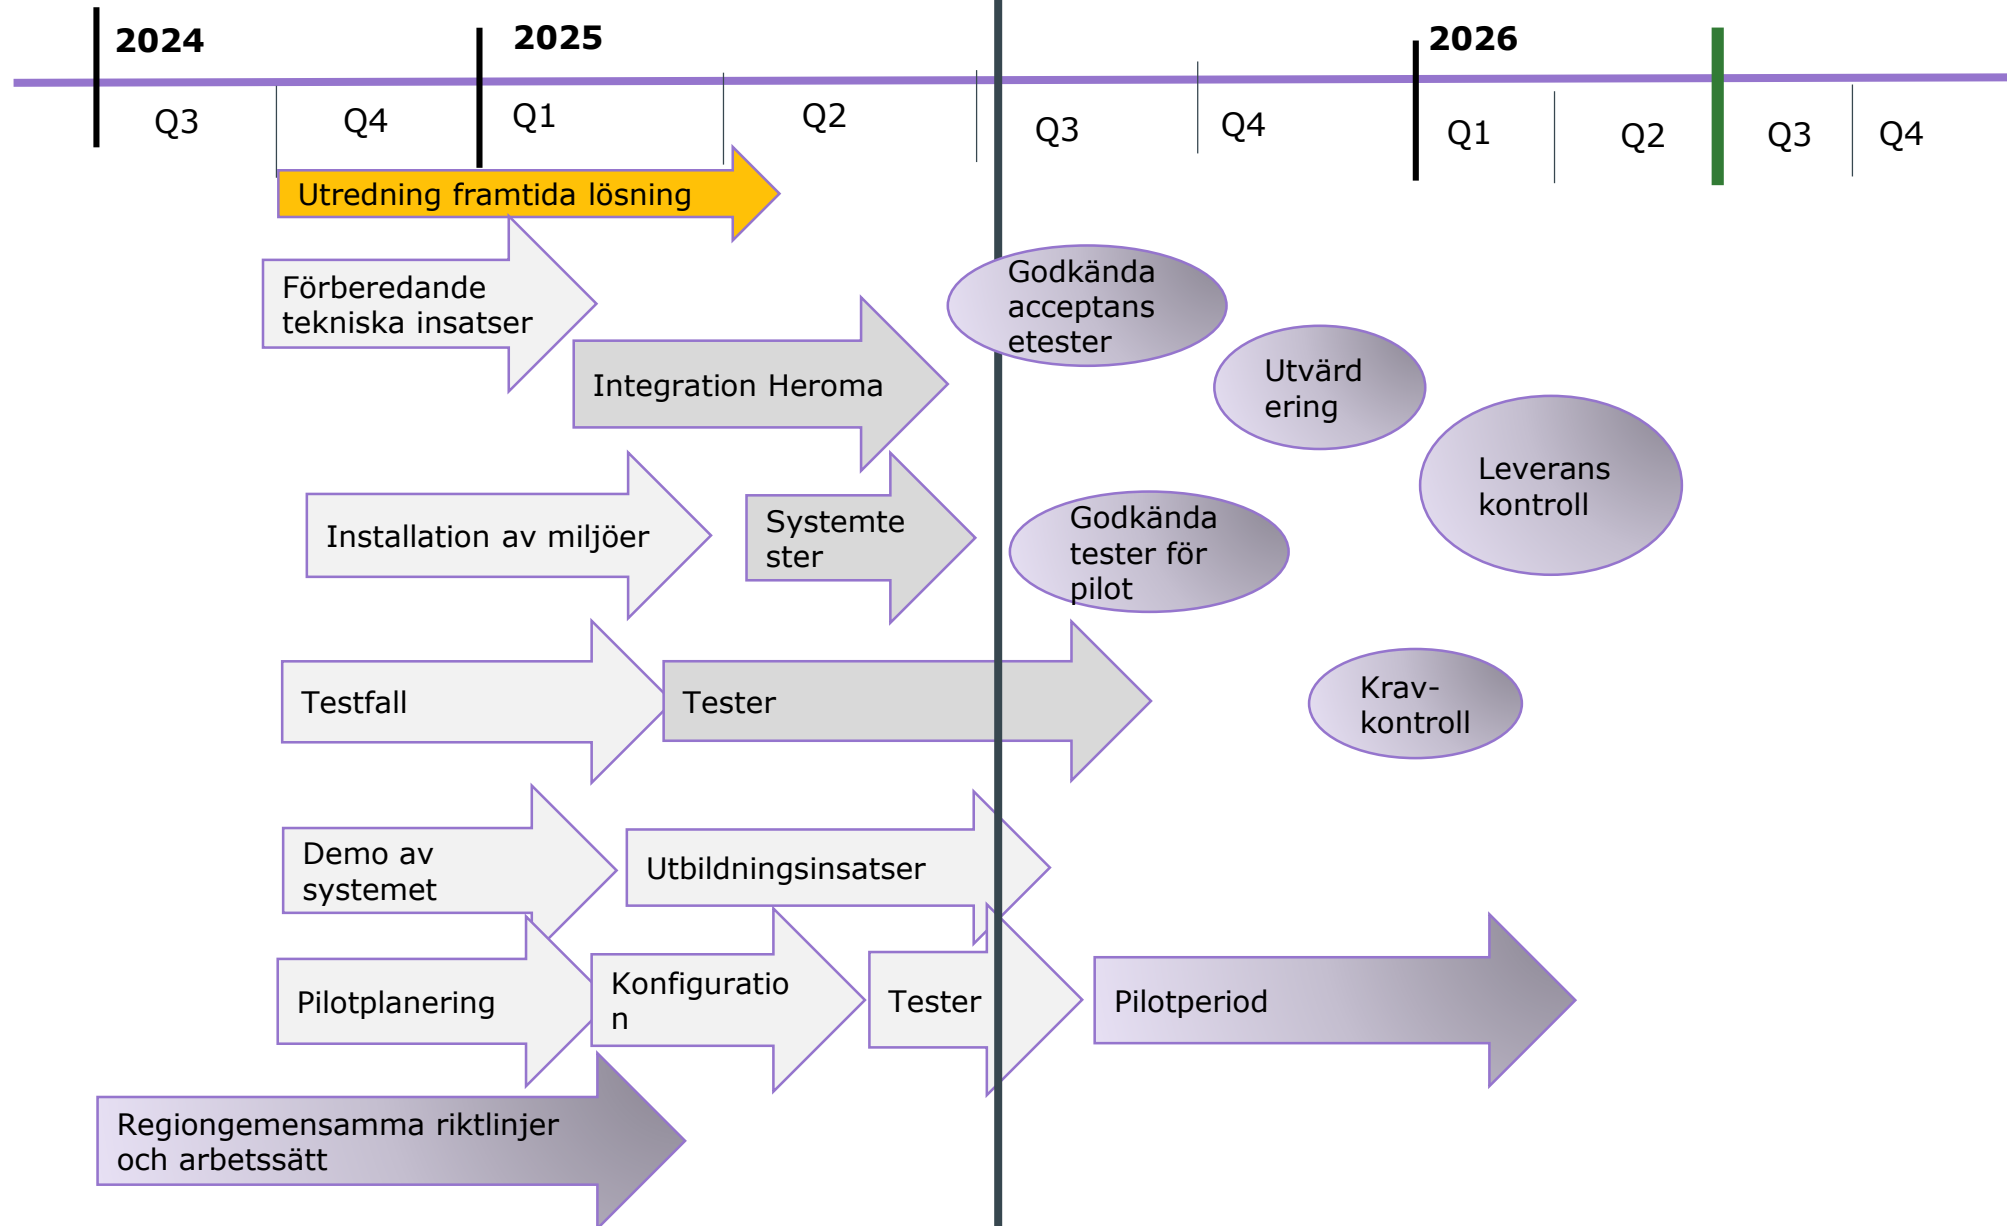 2024
2025
2026
Q3
Q4
Q1
Q2
Q3
Q4
Q1
Q2
Q3
Q4
Utredning framtida lösning
Förberedande
tekniska insatser
Godkända
acceptans
etester
Integration Heroma
Utvärd
ering
Leverans
kontroll
Installation av miljöer
Systemte
ster
Godkända
tester för
pilot
Testfall
Tester
Krav-
kontroll
Demo av
systemet
Utbildningsinsatser
Pilotplanering
Konfiguratio
n
Tester
Pilotperiod
Regiongemensamma riktlinjer
och arbetssätt